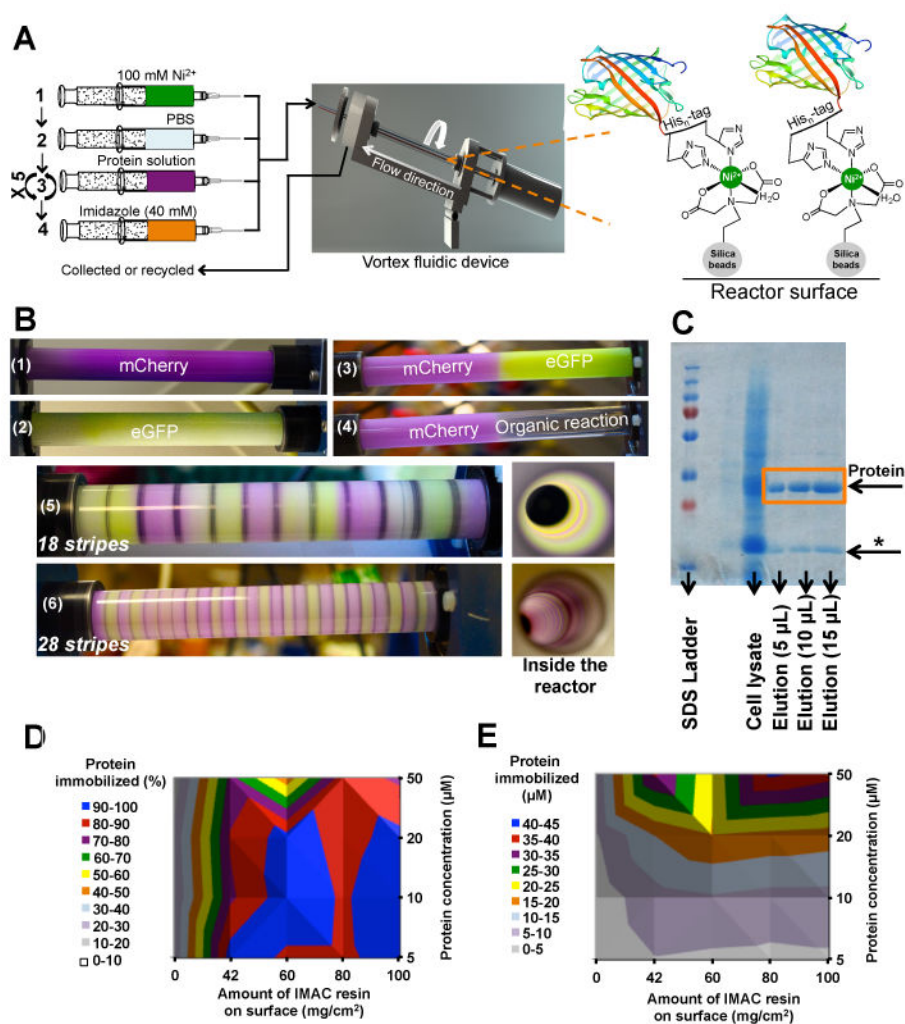 A
100 mM Ni2+
1
PBS
2
Protein solution
X 5
3
Imidazole (40 mM)
4
Collected or recycled
Flow direction
Vortex fluidic device
Hisn-tag
N
NH
N
HN
Ni2+
O
O
H2O
O
N
O
Silica
beads
Hisn-tag
N
NH
N
HN
Ni2+
O
O
H2O
O
N
O
Silica
beads
Reactor surface
B
(1)
mCherry
(2)
eGFP
(3)
mCherry
eGFP
(4)
mCherry
Organic reaction
(5)
18 stripes
(6)
28 stripes
Inside the
reactor
C
Protein
*
SDS Ladder
Cell lysate
Elution (5 µL)
Elution (10 µL)
Elution (15 µL)
D
Protein
immobilized (%)
90-100
80-90
70-80
60-70
50-60
40-50
30-40
20-30
10-20
0-10
50
20
10
5
Protein concentration (µM)
0
42
60
80
100
Amount of IMAC resin
on surface (mg/cm2)
E
Protein
immobilized
(µM)
40-45
35-40
30-35
25-30
20-25
15-20
10-15
5-10
0-5
50
20
10
5
Protein concentration (µM)
0
42
60
80
100
Amount of IMAC resin
on surface (mg/cm2)